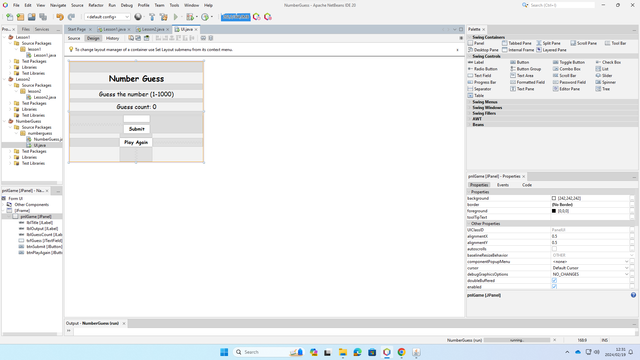 NumberGuess - Apache NetBeans IDE 20
File Edit View Navigate Source Refactor Run Debug Profile Team Tools Window Help
Search (Ctrl+I)
<default config>
Start Page Lesson1.java Lesson2.java UI.java
Source Design History
To change layout manager of a container use Set Layout submenu from its context menu.
Files Services
Lesson1
Source Packages
lesson1
Lesson1.java
Test Packages
Libraries
Test Libraries
Lesson2
Source Packages
lesson2
Lesson2.java
Test Packages
Libraries
Test Libraries
NumberGuess
Source Packages
numberguess
NumberGuess.j
UI.java
Test Packages
Libraries
Test Libraries
Number Guess
Guess the number (1-1000)
Guess count: 0
Submit
Play Again
Palette
Swing Containers
Panel Tabbed Pane Split Pane Scroll Pane Tool Bar
Desktop Pane Internal Frame Layered Pane
Swing Controls
Label Button Toggle Button Check Box
Radio Button Button Group Combo Box List
Text Field Text Area Scroll Bar Slider
Progress Bar Formatted Field Password Field Spinner
Separator Text Pane Editor Pane Tree
Table
Swing Menus
Swing Windows
Swing Fillers
AWT
Beans
pnlGame [JPanel] - Na...
Form UI
Other Components
[JFrame]
pnlGame [JPanel]
lblTitle [JLabel]
lblOutput [JLabel]
lblGuessCount [JLabel]
txtGuess [JTextField]
btnSubmit [JButton]
btnPlayAgain [JButton]
pnlGame [JPanel] - Properties
Properties Events Code
Properties
background [242,242,242]
border (No Border)
foreground [0,0,0]
toolTipText
Other Properties
UIClassID PanelUI
alignmentX 0.5
alignmentY 0.5
autoscrolls
baselineResizeBehavior OTHER
componentPopupMenu <none>
cursor Default Cursor
debugGraphicsOptions NO_CHANGES
doubleBuffered
enabled
pnlGame [JPanel]
Output - NumberGuess (run)
NumberGuess (run) running... 158:9 INS
Search
12:31
2024/02/19